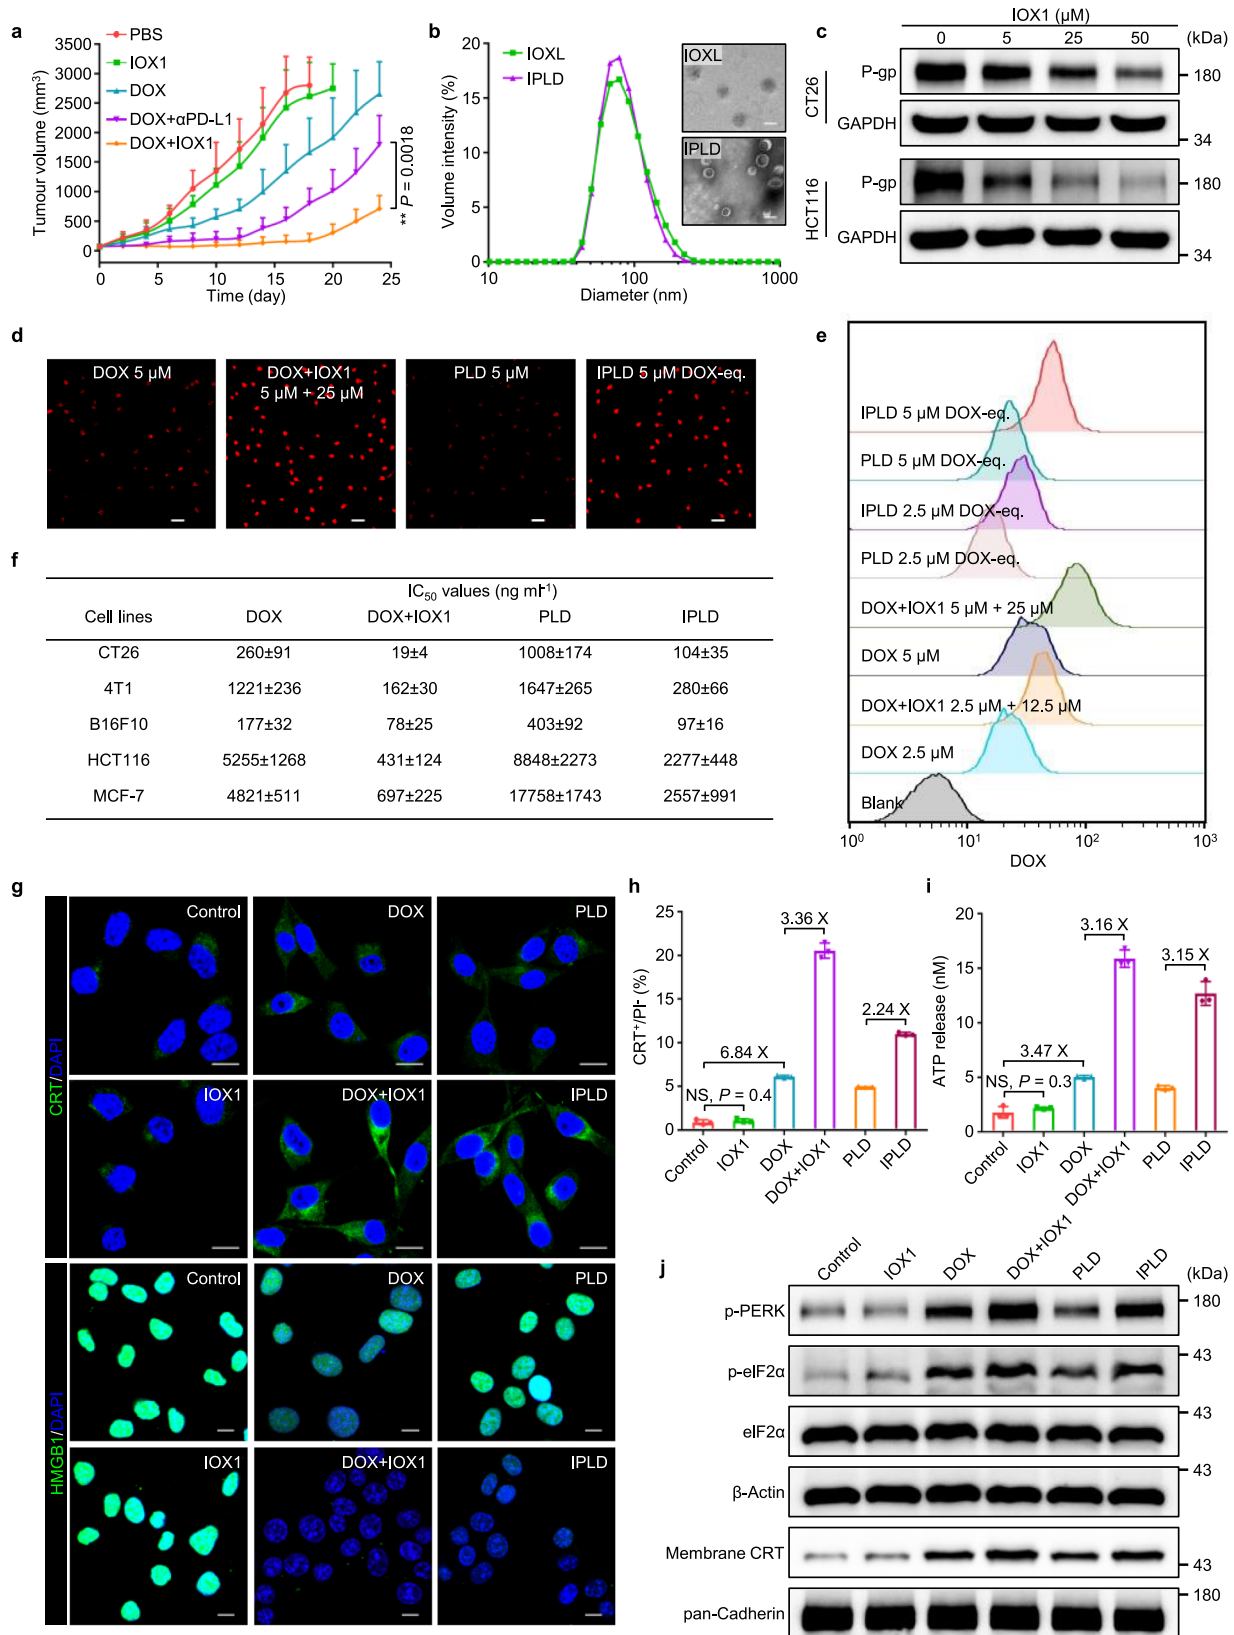 a
PBS
IOX1
DOX
DOX+αPD-L1
DOX+IOX1
** P = 0.0018
Tumour volume (mm³)
3500
3000
2500
2000
1500
1000
500
0
0 5 10 15 20 25
Time (day)
b
IOXL
IPLD
Volume intensity (%)
20
15
10
5
0
10 100 1000
Diameter (nm)
IOXL
IPLD
c
IOX1 (µM)
0 5 25 50 (kDa)
CT26
P-gp 180
GAPDH
34
HCT116
P-gp 180
GAPDH
34
d
DOX 5 µM
DOX+IOX1
5 µM + 25 µM
PLD 5 µM
IPLD 5 µM DOX-eq.
e
IPLD 5 µM DOX-eq.
PLD 5 µM DOX-eq.
IPLD 2.5 µM DOX-eq.
PLD 2.5 µM DOX-eq.
DOX+IOX1 5 µM + 25 µM
DOX 5 µM
DOX+IOX1 2.5 µM + 12.5 µM
DOX 2.5 µM
Blank
10⁰ 10¹ 10² 10³
DOX
f
IC₅₀ values (ng ml⁻¹)
Cell lines DOX DOX+IOX1 PLD IPLD
CT26 260±91 19±4 1008±174 104±35
4T1 1221±236 162±30 1647±265 280±66
B16F10 177±32 78±25 403±92 97±16
HCT116 5255±1268 431±124 8848±2273 2277±448
MCF-7 4821±511 697±225 17758±1743 2557±991
g
CRT/DAPI
Control
DOX
PLD
IOX1
DOX+IOX1
IPLD
HMGB1/DAPI
Control
DOX
PLD
IOX1
DOX+IOX1
IPLD
h
CRT⁺/PI⁻ (%)
25
20
15
10
5
0
3.36 X
2.24 X
6.84 X
NS, P = 0.4
Control
IOX1
DOX
DOX+IOX1
PLD
IPLD
i
ATP release (nM)
20
15
10
5
0
3.16 X
3.15 X
3.47 X
NS, P = 0.3
Control
IOX1
DOX
DOX+IOX1
PLD
IPLD
j
Control IOX1 DOX DOX+IOX1 PLD IPLD (kDa)
p-PERK 180
p-eIF2α 43
eIF2α 43
β-Actin 43
Membrane CRT 43
pan-Cadherin 180